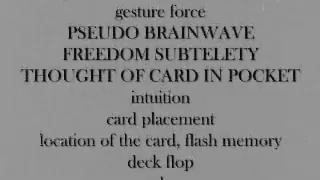 gesture force
PSEUDO BRAINWAVE
FREEDOM SUBTELETY
THOUGHT OF CARD IN POCKET
intuition
card placement
location of the card, flash memory
deck flop